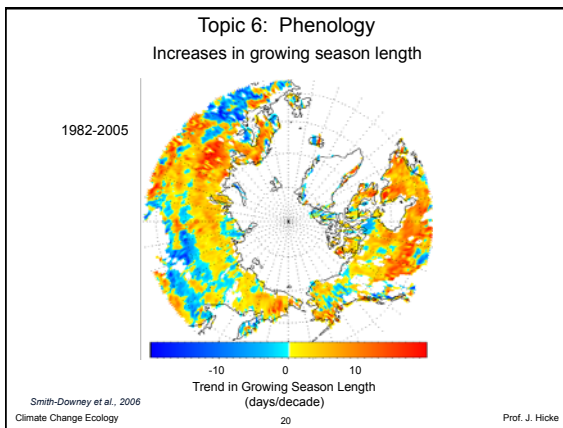 Topic 6: Phenology
Increases in growing season length
1982-2005
-10 0 10
Trend in Growing Season Length
(days/decade)
Smith-Downey et al., 2006
Climate Change Ecology
20
Prof. J. Hicke